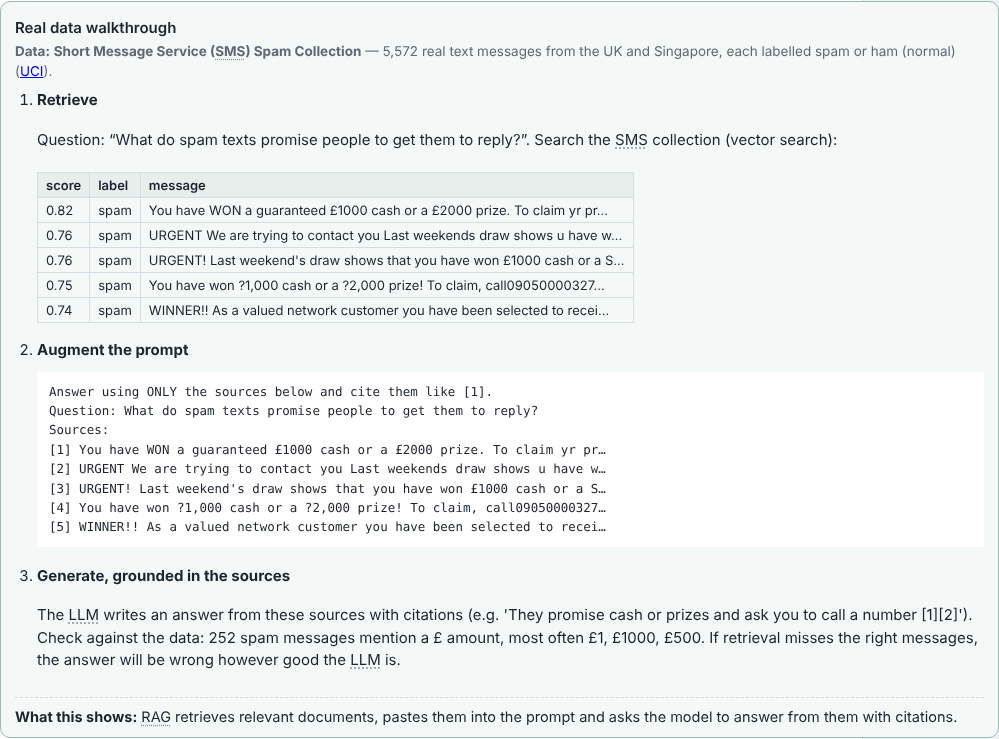 Real data walkthrough
Data: Short Message Service (SMS) Spam Collection — 5,572 real text messages from the UK and Singapore, each labelled spam or ham (normal)
(UCI).
1. Retrieve
Question: “What do spam texts promise people to get them to reply?”. Search the SMS collection (vector search):
score label message
0.82 spam You have WON a guaranteed £1000 cash or a £2000 prize. To claim yr pr...
0.76 spam URGENT We are trying to contact you Last weekends draw shows u have w...
0.76 spam URGENT! Last weekend's draw shows that you have won £1000 cash or a S...
0.75 spam You have won ?1,000 cash or a ?2,000 prize! To claim, call09050000327...
0.74 spam WINNER!! As a valued network customer you have been selected to recei...
2. Augment the prompt
Answer using ONLY the sources below and cite them like [1].
Question: What do spam texts promise people to get them to reply?
Sources:
[1] You have WON a guaranteed £1000 cash or a £2000 prize. To claim yr pr…
[2] URGENT We are trying to contact you Last weekends draw shows u have w…
[3] URGENT! Last weekend's draw shows that you have won £1000 cash or a S…
[4] You have won ?1,000 cash or a ?2,000 prize! To claim, call09050000327…
[5] WINNER!! As a valued network customer you have been selected to recei…
3. Generate, grounded in the sources
The LLM writes an answer from these sources with citations (e.g. 'They promise cash or prizes and ask you to call a number [1][2]').
Check against the data: 252 spam messages mention a £ amount, most often £1, £1000, £500. If retrieval misses the right messages,
the answer will be wrong however good the LLM is.
What this shows: RAG retrieves relevant documents, pastes them into the prompt and asks the model to answer from them with citations.